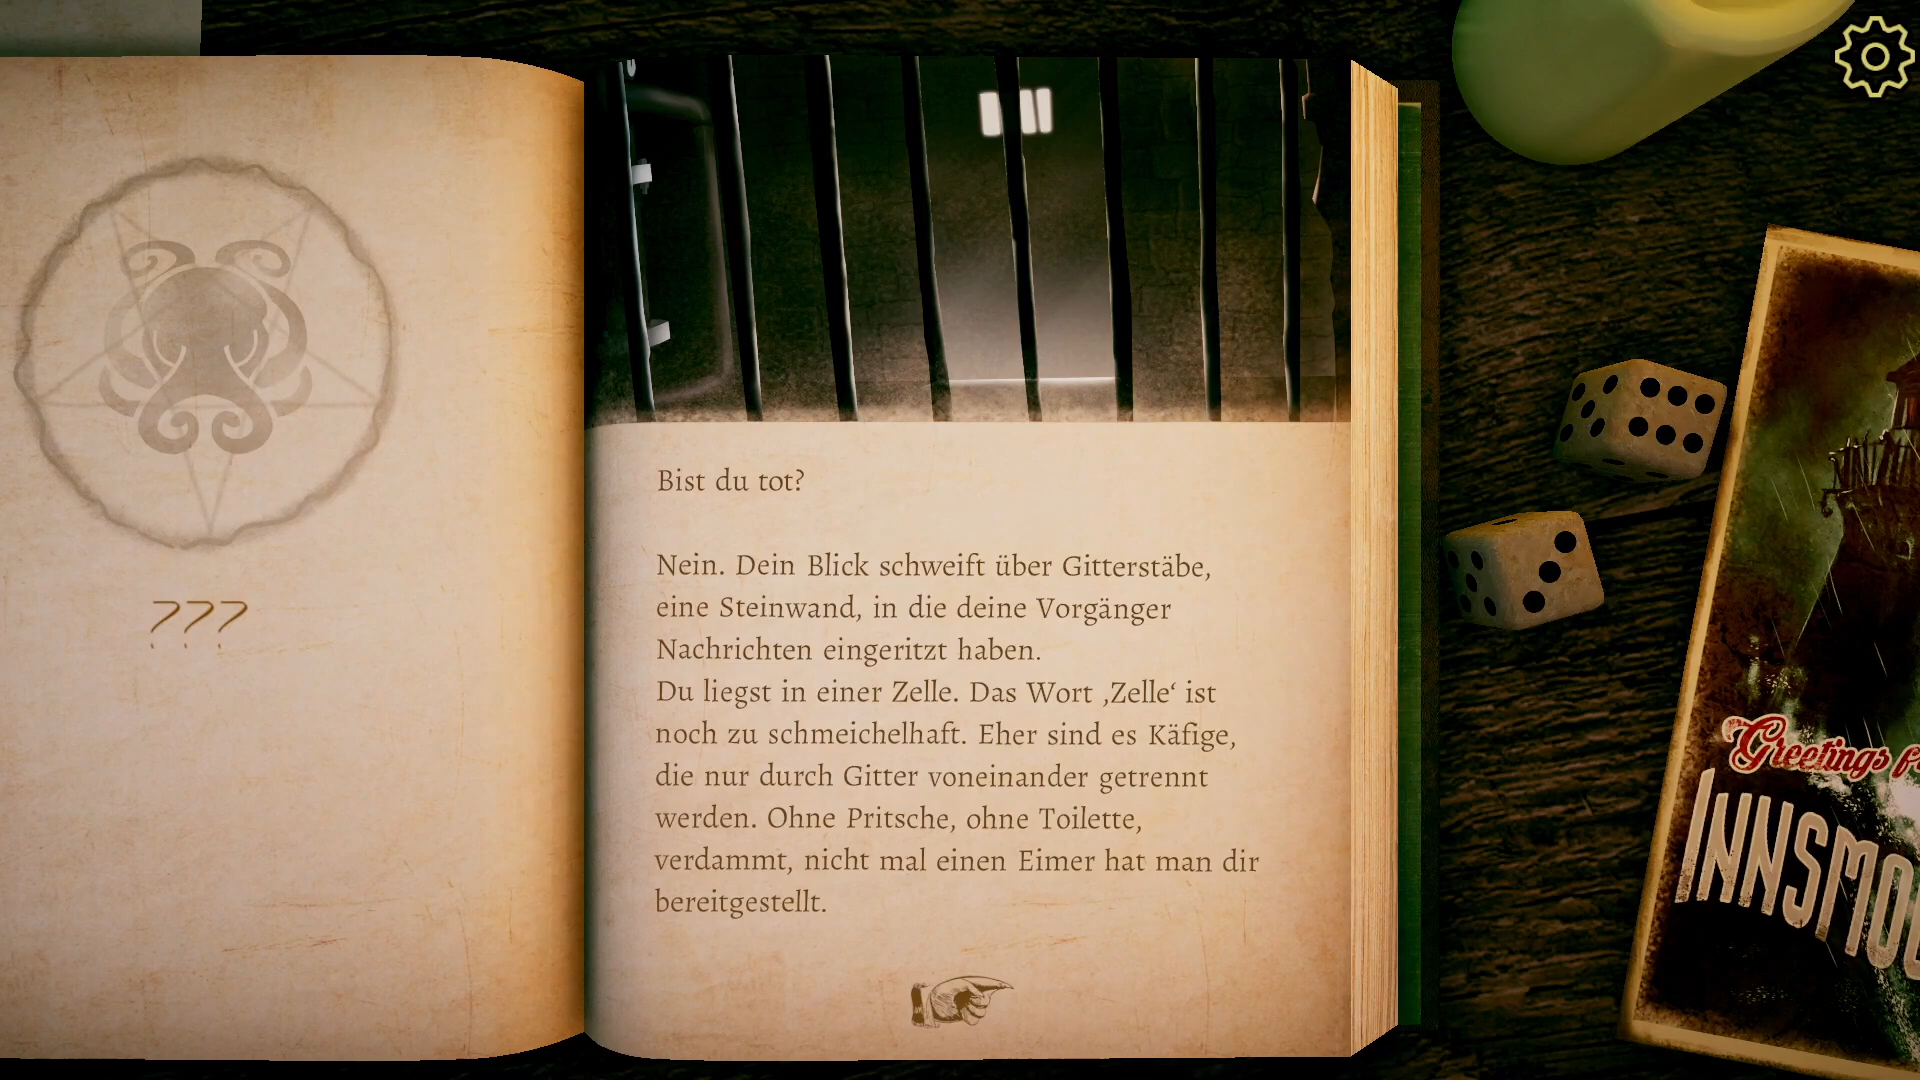 ???
Bist du tot?
Nein. Dein Blick schweift über Gitterstäbe,
eine Steinwand, in die deine Vorgänger
Nachrichten eingeritzt haben.
Du liegst in einer Zelle. Das Wort ‚Zelle‘ ist
noch zu schmeichelhaft. Eher sind es Käfige,
die nur durch Gitter voneinander getrennt
werden. Ohne Pritsche, ohne Toilette,
verdammt, nicht mal einen Eimer hat man dir
bereitgestellt.
Greetings